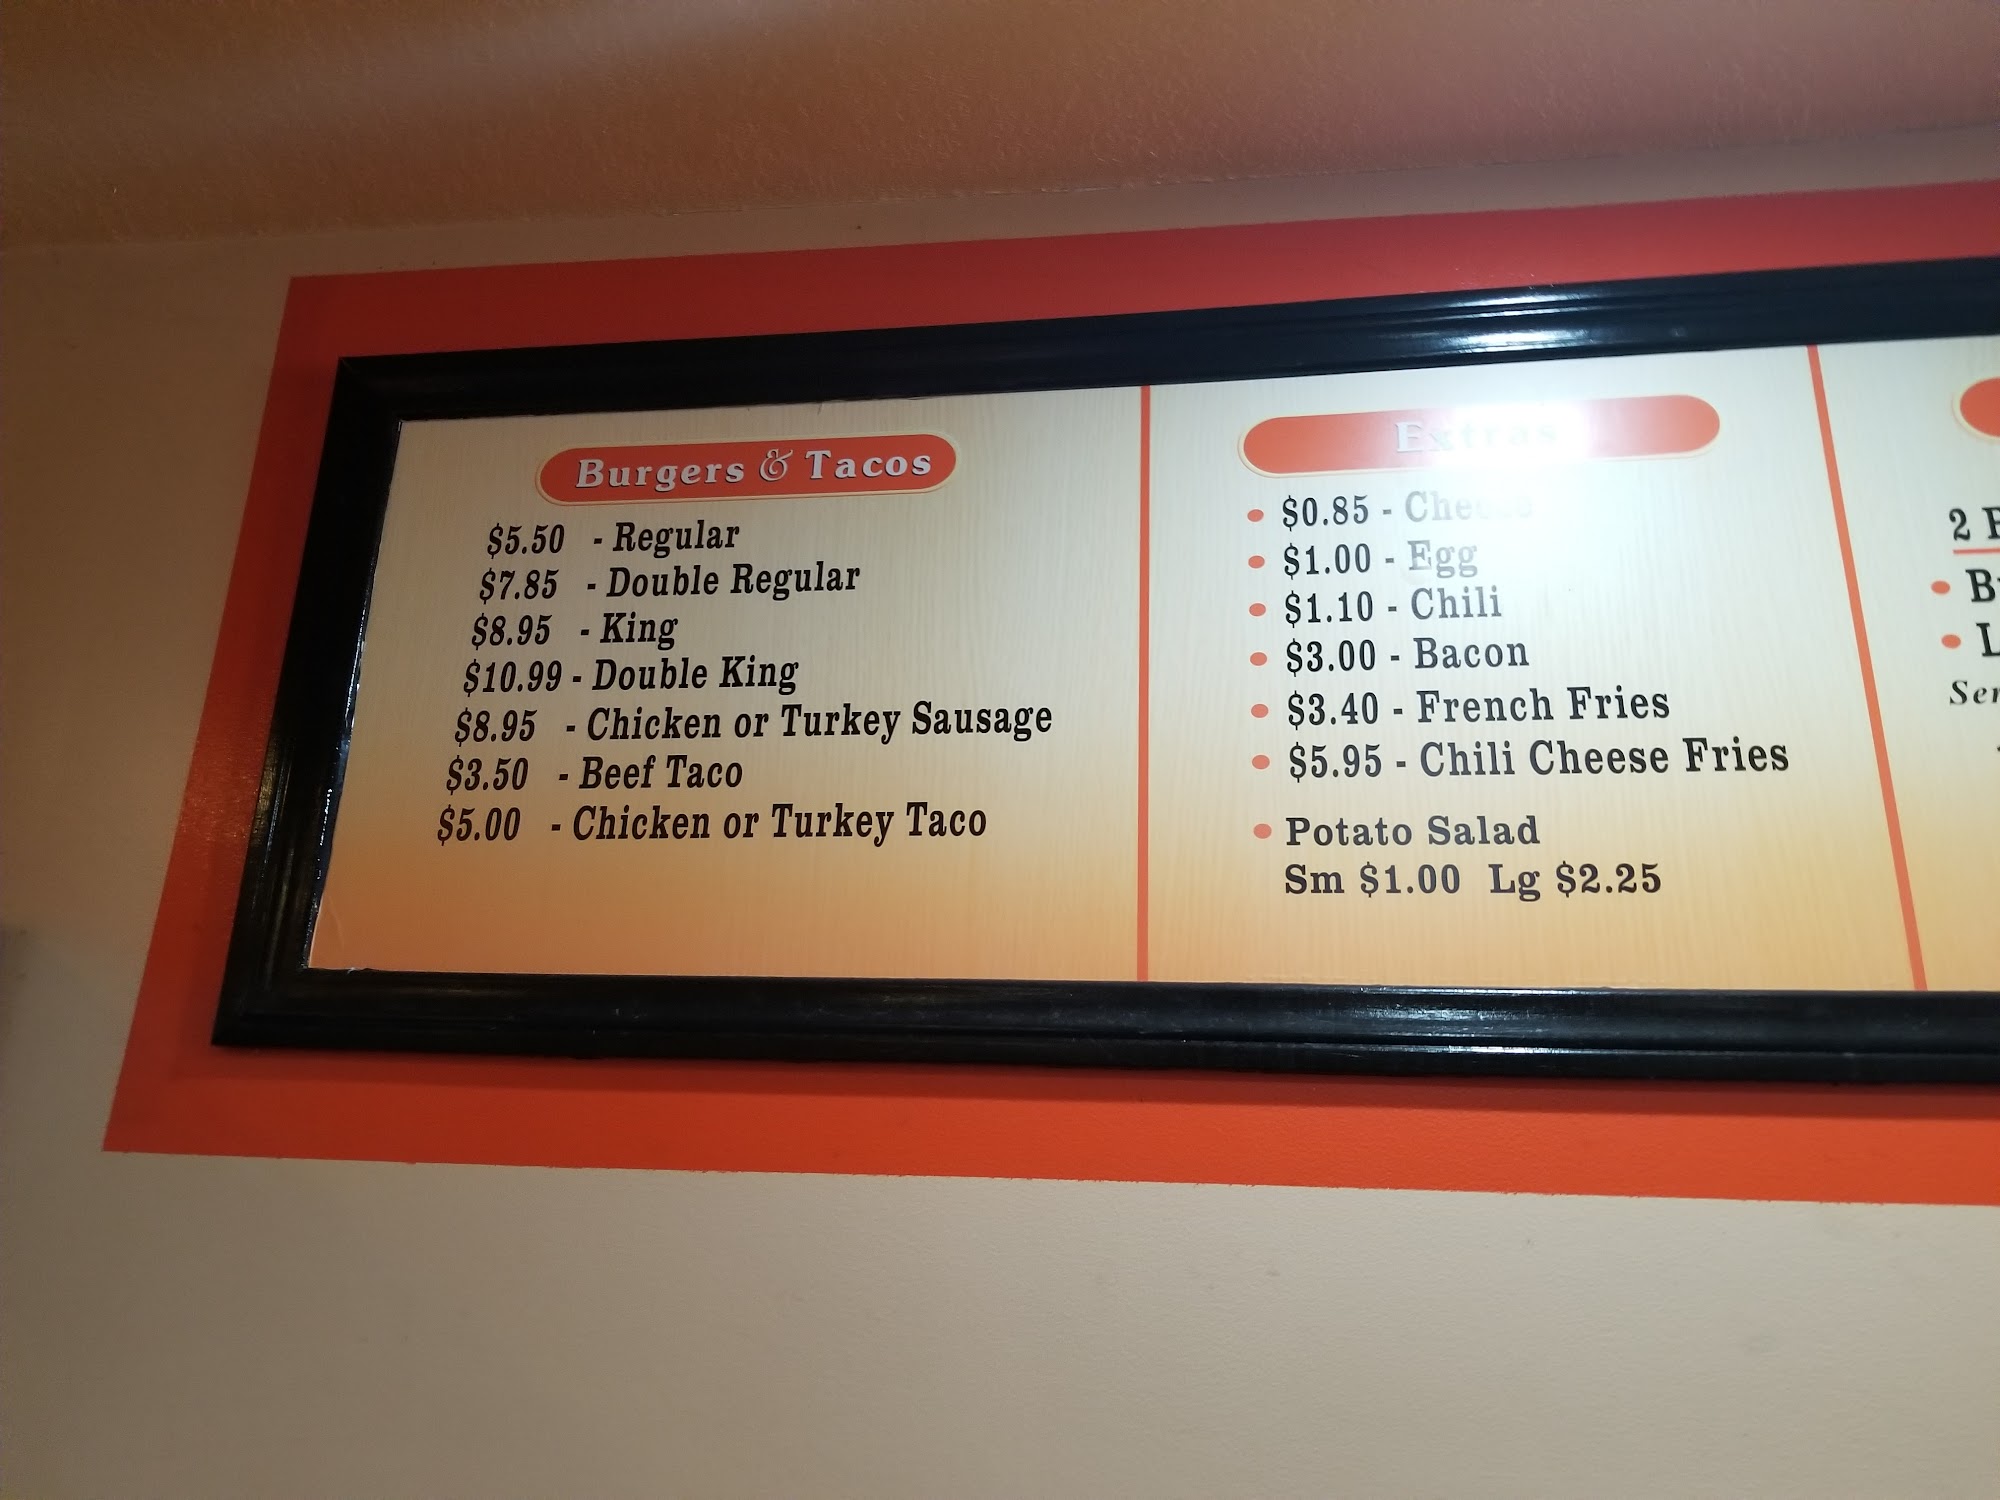 Burgers & Tacos
$5.50 - Regular
$7.85 - Double Regular
$8.95 - King
$10.99 - Double King
$8.95 - Chicken or Turkey Sausage
$3.50 - Beef Taco
$5.00 - Chicken or Turkey Taco
Extras
• $0.85 - Cheese
• $1.00 - Egg
• $1.10 - Chili
• $3.00 - Bacon
• $3.40 - French Fries
• $5.95 - Chili Cheese Fries
• Potato Salad
Sm $1.00 Lg $2.25
2